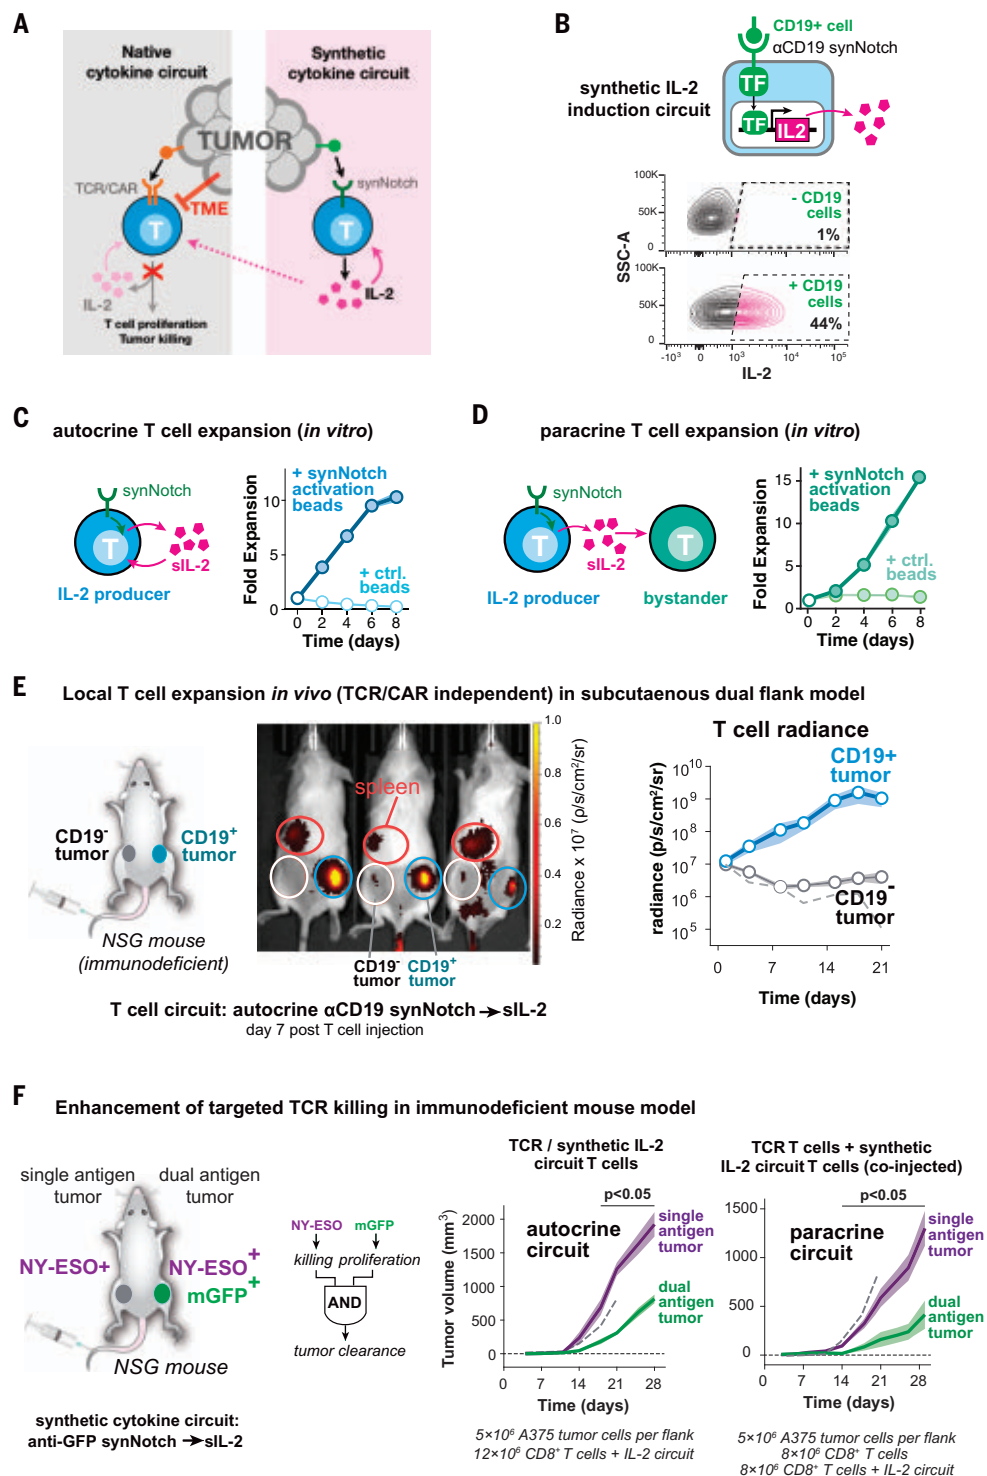 A
Native
cytokine circuit
Synthetic
cytokine circuit
TUMOR
TCR/CAR
synNotch
TME
T
T
IL-2
IL-2
T cell proliferation
Tumor killing
B
CD19+ cell
αCD19 synNotch
synthetic IL-2
induction circuit
TF
TF
IL2
100K
50K
0
- CD19
cells
1%
SSC-A
100K
50K
0
+ CD19
cells
44%
-10³ 0 10³ 10⁴ 10⁵
IL-2
C
autocrine T cell expansion (in vitro)
synNotch
T
sIL-2
IL-2 producer
+ synNotch
activation
beads
+ ctrl.
beads
Fold Expansion
10
5
0
0 2 4 6 8
Time (days)
D
paracrine T cell expansion (in vitro)
synNotch
T
sIL-2
T
IL-2 producer
bystander
+ synNotch
activation
beads
+ ctrl.
beads
Fold Expansion
15
10
5
0
0 2 4 6 8
Time (days)
E
Local T cell expansion in vivo (TCR/CAR independent) in subcutaenous dual flank model
CD19⁻
tumor
CD19⁺
tumor
NSG mouse
(immunodeficient)
spleen
CD19⁻
tumor
CD19⁺
tumor
1.0
0.8
0.6
0.4
0.2
Radiance x 10⁷ (p/s/cm²/sr)
T cell circuit: autocrine αCD19 synNotch → sIL-2
day 7 post T cell injection
T cell radiance
CD19+
tumor
CD19⁻
tumor
radiance (p/s/cm²/sr)
10¹⁰
10⁹
10⁸
10⁷
10⁶
10⁵
0 7 14 21
Time (days)
F
Enhancement of targeted TCR killing in immunodeficient mouse model
single antigen
tumor
dual antigen
tumor
NY-ESO+
NY-ESO⁺
mGFP⁺
NSG mouse
synthetic cytokine circuit:
anti-GFP synNotch → sIL-2
NY-ESO mGFP
killing proliferation
AND
tumor clearance
TCR / synthetic IL-2
circuit T cells
p<0.05
autocrine
circuit
single
antigen
tumor
dual
antigen
tumor
Tumor volume (mm³)
2000
1500
1000
500
0
0 7 14 21 28
Time (days)
5×10⁶ A375 tumor cells per flank
12×10⁶ CD8⁺ T cells + IL-2 circuit
TCR T cells + synthetic
IL-2 circuit T cells (co-injected)
p<0.05
paracrine
circuit
single
antigen
tumor
dual
antigen
tumor
1500
1000
500
0
0 7 14 21 28
Time (days)
5×10⁶ A375 tumor cells per flank
8×10⁶ CD8⁺ T cells
8×10⁶ CD8⁺ T cells + IL-2 circuit